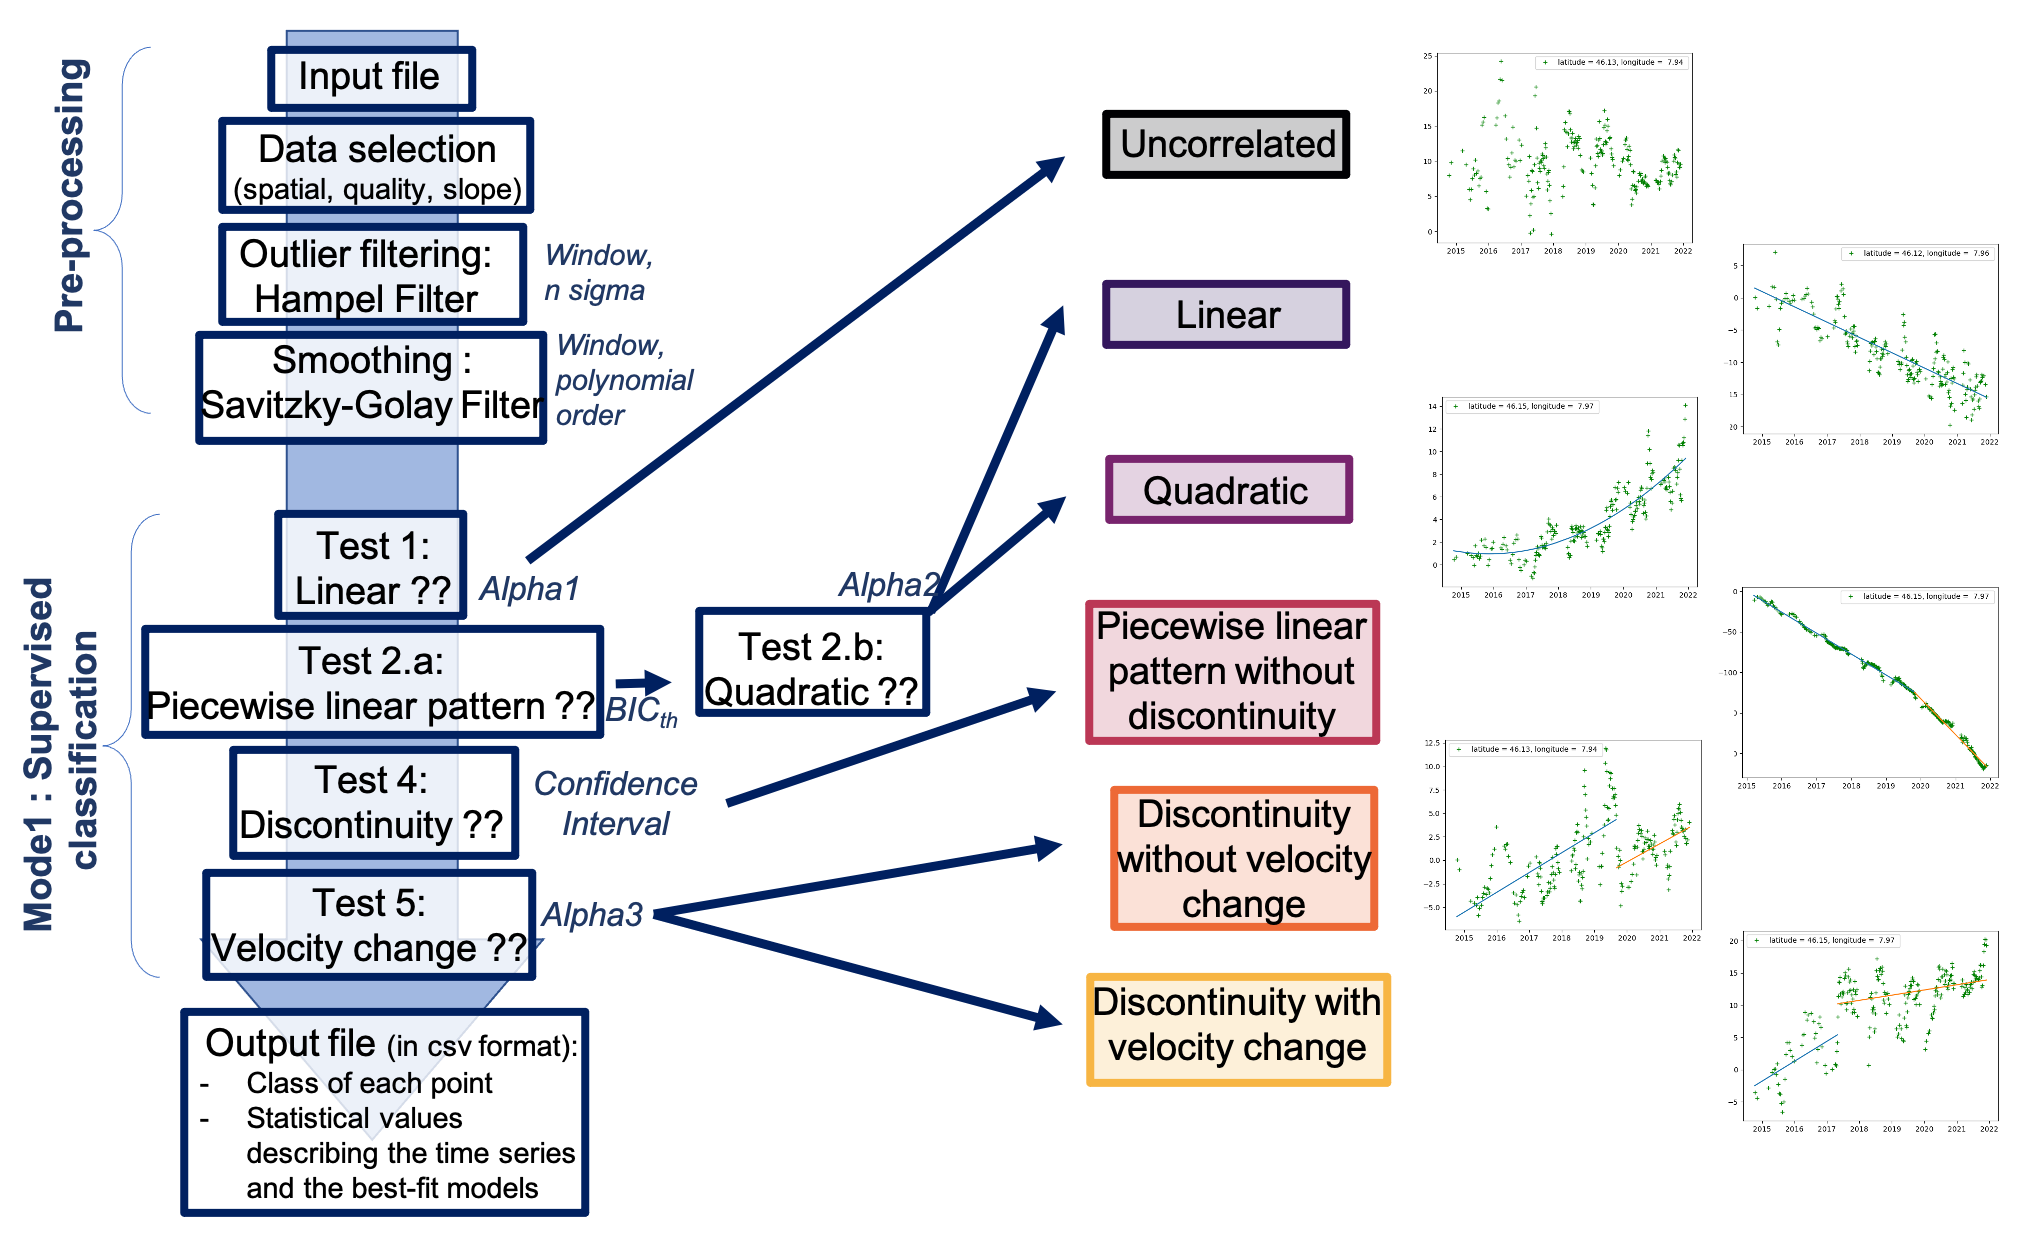 Pre-processing
Input file
Data selection
(spatial, quality, slope)
Outlier filtering:
Hampel Filter
Window,
n sigma
Smoothing :
Savitzky-Golay Filter
Window,
polynomial
order
Mode1 : Supervised
classification
Test 1:
Linear ??
Alpha1
Test 2.a:
Piecewise linear pattern ??
BICth
Test 2.b:
Quadratic ??
Alpha2
Test 4:
Discontinuity ??
Confidence
Interval
Test 5:
Velocity change ??
Alpha3
Output file (in csv format):
- Class of each point
- Statistical values
describing the time series
and the best-fit models
Uncorrelated
Linear
Quadratic
Piecewise linear
pattern without
discontinuity
Discontinuity
without velocity
change
Discontinuity with
velocity change
latitude = 46.13, longitude = 7.94
25
20
15
10
5
0
2015 2016 2017 2018 2019 2020 2021 2022
latitude = 46.12, longitude = 7.96
5
0
−5
−10
−15
20
2015 2016 2017 2018 2019 2020 2021 2022
latitude = 46.15, longitude = 7.97
14
12
10
8
6
4
2
0
2015 2016 2017 2018 2019 2020 2021 2022
latitude = 46.15, longitude = 7.97
0
−50
−100
0
0
2015 2016 2017 2018 2019 2020 2021 2022
latitude = 46.13, longitude = 7.94
12.5
10.0
7.5
5.0
2.5
0.0
−2.5
−5.0
2015 2016 2017 2018 2019 2020 2021 2022
latitude = 46.15, longitude = 7.97
20
15
10
5
0
−5
2015 2016 2017 2018 2019 2020 2021 2022